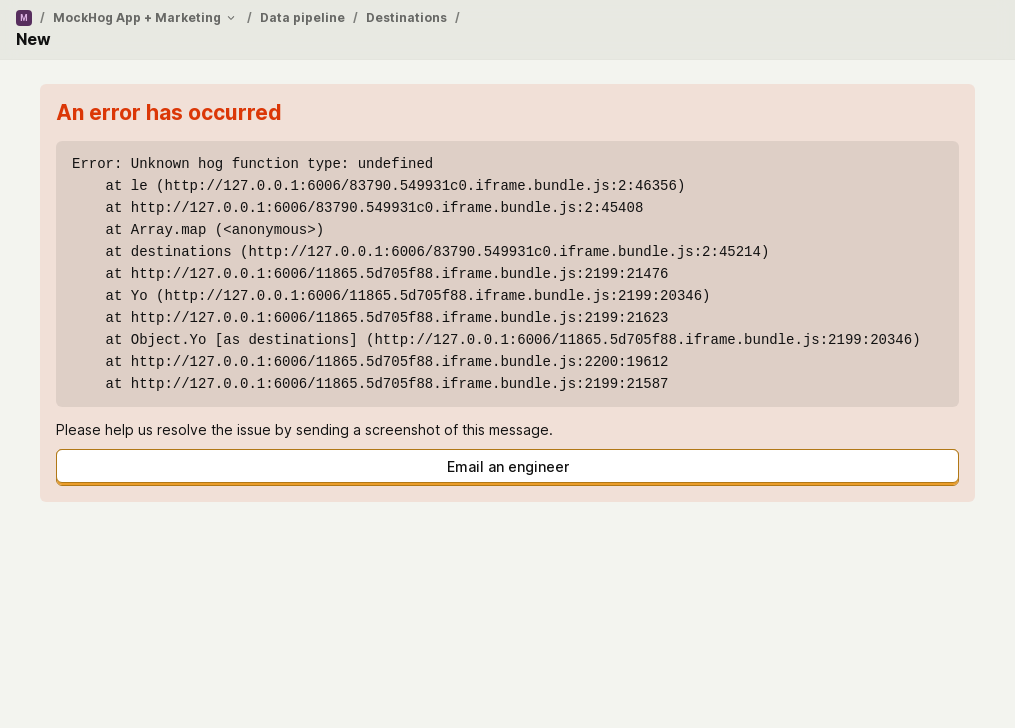 M / MockHog App + Marketing / Data pipeline / Destinations /
New
An error has occurred
Error: Unknown hog function type: undefined
    at le (http://127.0.0.1:6006/83790.549931c0.iframe.bundle.js:2:46356)
    at http://127.0.0.1:6006/83790.549931c0.iframe.bundle.js:2:45408
    at Array.map (<anonymous>)
    at destinations (http://127.0.0.1:6006/83790.549931c0.iframe.bundle.js:2:45214)
    at http://127.0.0.1:6006/11865.5d705f88.iframe.bundle.js:2199:21476
    at Yo (http://127.0.0.1:6006/11865.5d705f88.iframe.bundle.js:2199:20346)
    at http://127.0.0.1:6006/11865.5d705f88.iframe.bundle.js:2199:21623
    at Object.Yo [as destinations] (http://127.0.0.1:6006/11865.5d705f88.iframe.bundle.js:2199:20346)
    at http://127.0.0.1:6006/11865.5d705f88.iframe.bundle.js:2200:19612
    at http://127.0.0.1:6006/11865.5d705f88.iframe.bundle.js:2199:21587
Please help us resolve the issue by sending a screenshot of this message.
Email an engineer